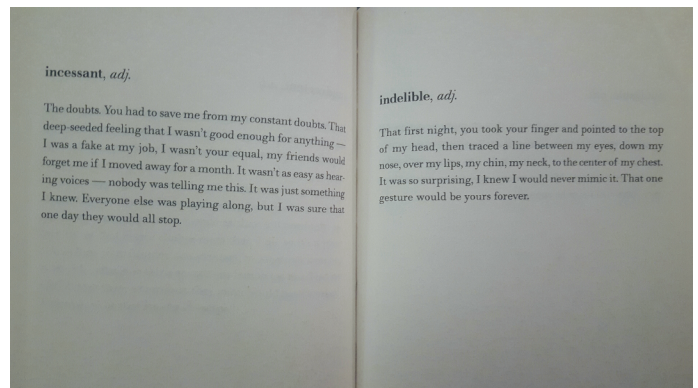 incessant, adj.
The doubts. You had to save me from my constant doubts. That
deep-seeded feeling that I wasn't good enough for anything —
I was a fake at my job, I wasn't your equal, my friends would
forget me if I moved away for a month. It wasn't as easy as hear-
ing voices — nobody was telling me this. It was just something
I knew. Everyone else was playing along, but I was sure that
one day they would all stop.
indelible, adj.
That first night, you took your finger and pointed to the top
of my head, then traced a line between my eyes, down my
nose, over my lips, my chin, my neck, to the center of my chest.
It was so surprising, I knew I would never mimic it. That one
gesture would be yours forever.